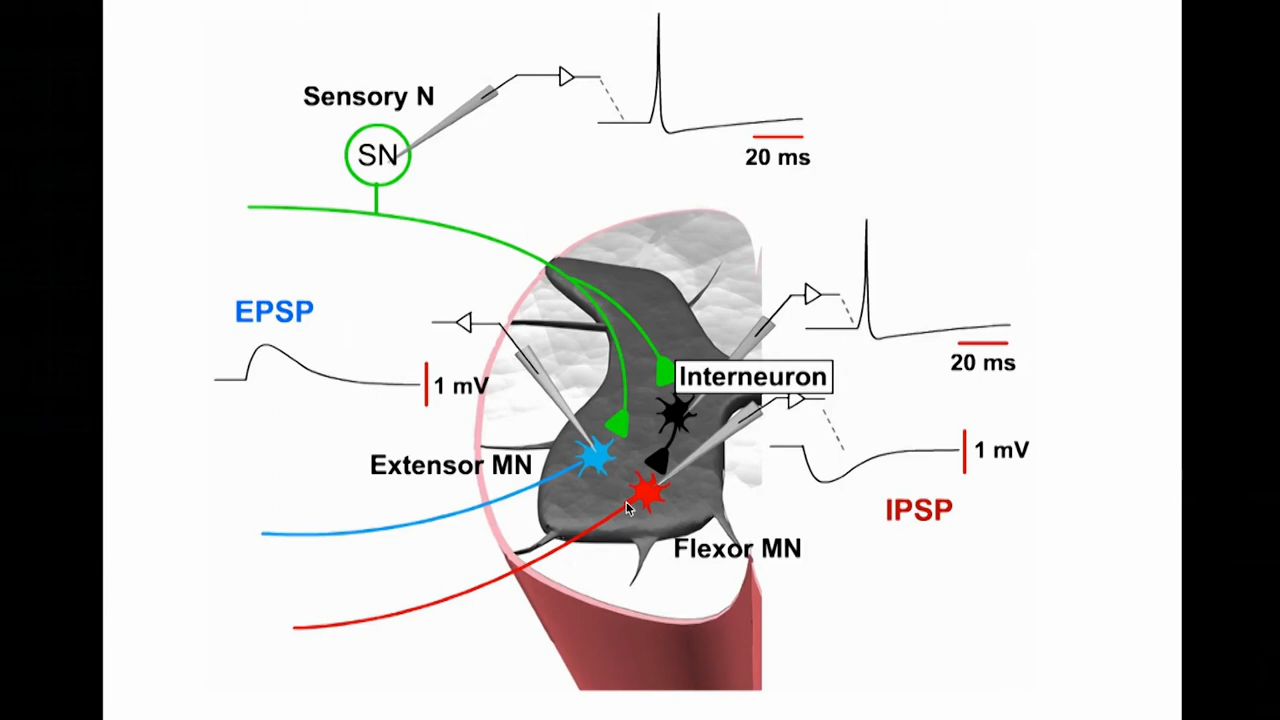 Sensory N
SN
20 ms
EPSP
1 mV
20 ms
Interneuron
Extensor MN
1 mV
IPSP
Flexor MN